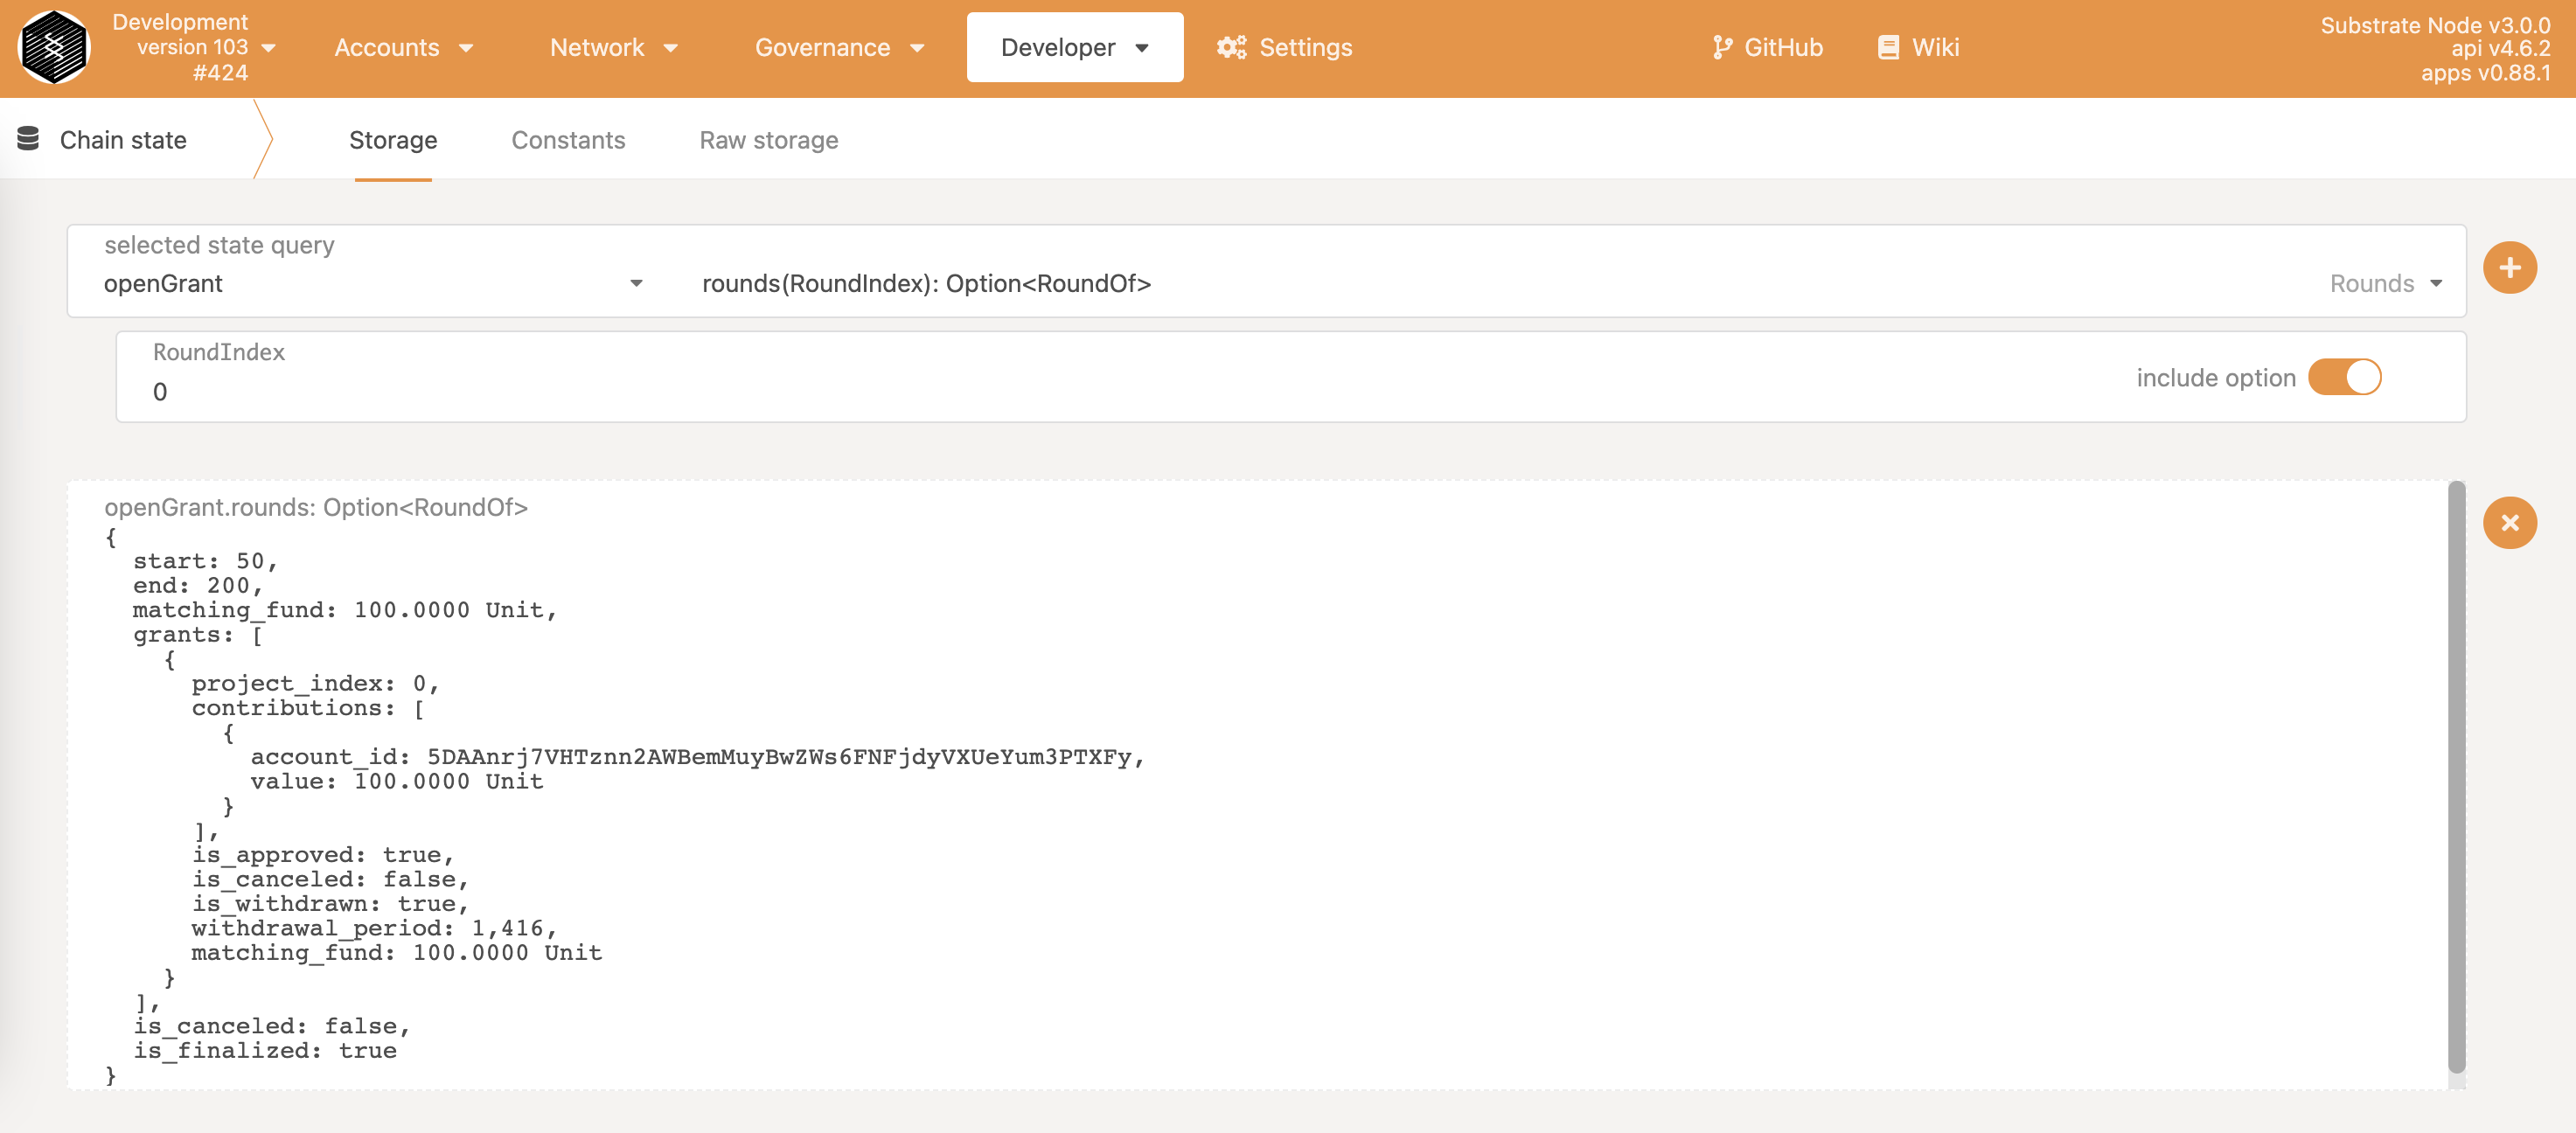 Development
version 103
#424
Accounts
Network
Governance
Developer
Settings
GitHub
Wiki
Substrate Node v3.0.0
api v4.6.2
apps v0.88.1
Chain state
Storage
Constants
Raw storage
selected state query
openGrant
rounds(RoundIndex): Option<RoundOf>
Rounds
RoundIndex
0
include option
openGrant.rounds: Option<RoundOf>
{
  start: 50,
  end: 200,
  matching_fund: 100.0000 Unit,
  grants: [
    {
      project_index: 0,
      contributions: [
        {
          account_id: 5DAAnrj7VHTznn2AWBemMuyBwZWs6FNFjdyVXUeYum3PTXFy,
          value: 100.0000 Unit
        }
      ],
      is_approved: true,
      is_canceled: false,
      is_withdrawn: true,
      withdrawal_period: 1,416,
      matching_fund: 100.0000 Unit
    }
  ],
  is_canceled: false,
  is_finalized: true
}